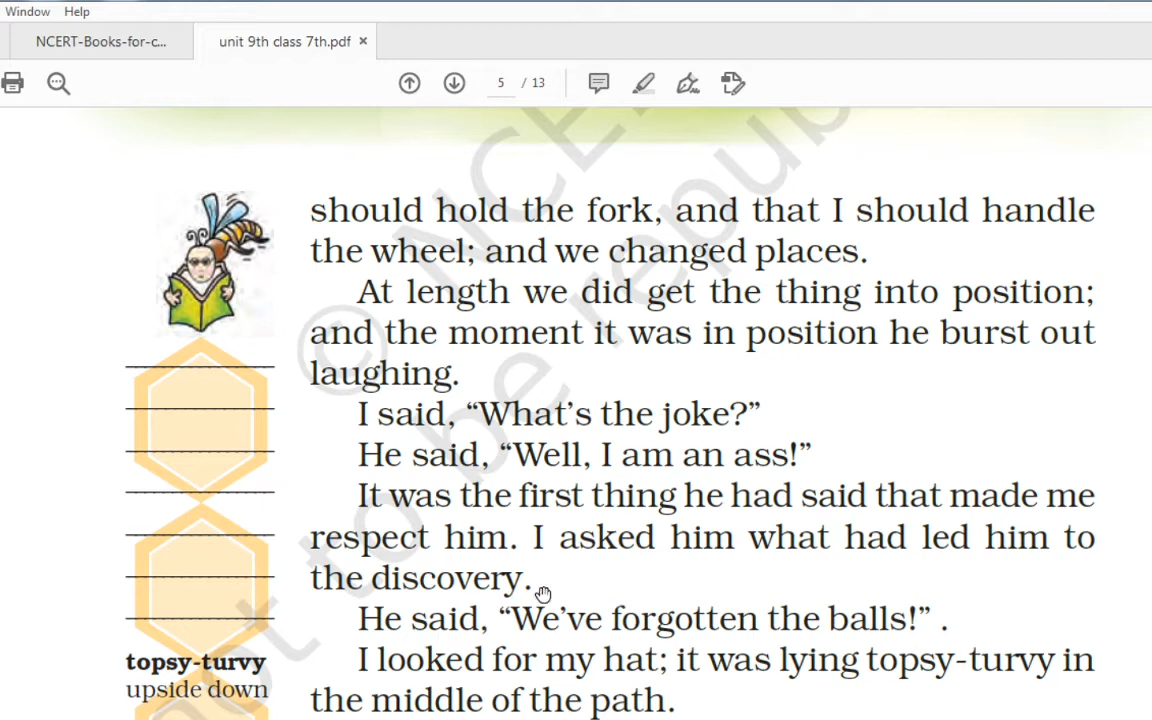 Window Help
NCERT-Books-for-c... unit 9th class 7th.pdf ×
5 / 13
should hold the fork, and that I should handle
the wheel; and we changed places.
At length we did get the thing into position;
and the moment it was in position he burst out
laughing.
I said, “What’s the joke?”
He said, “Well, I am an ass!”
It was the first thing he had said that made me
respect him. I asked him what had led him to
the discovery.
He said, “We’ve forgotten the balls!” .
I looked for my hat; it was lying topsy-turvy in
the middle of the path.
topsy-turvy
upside down
© NCE
not to be repub